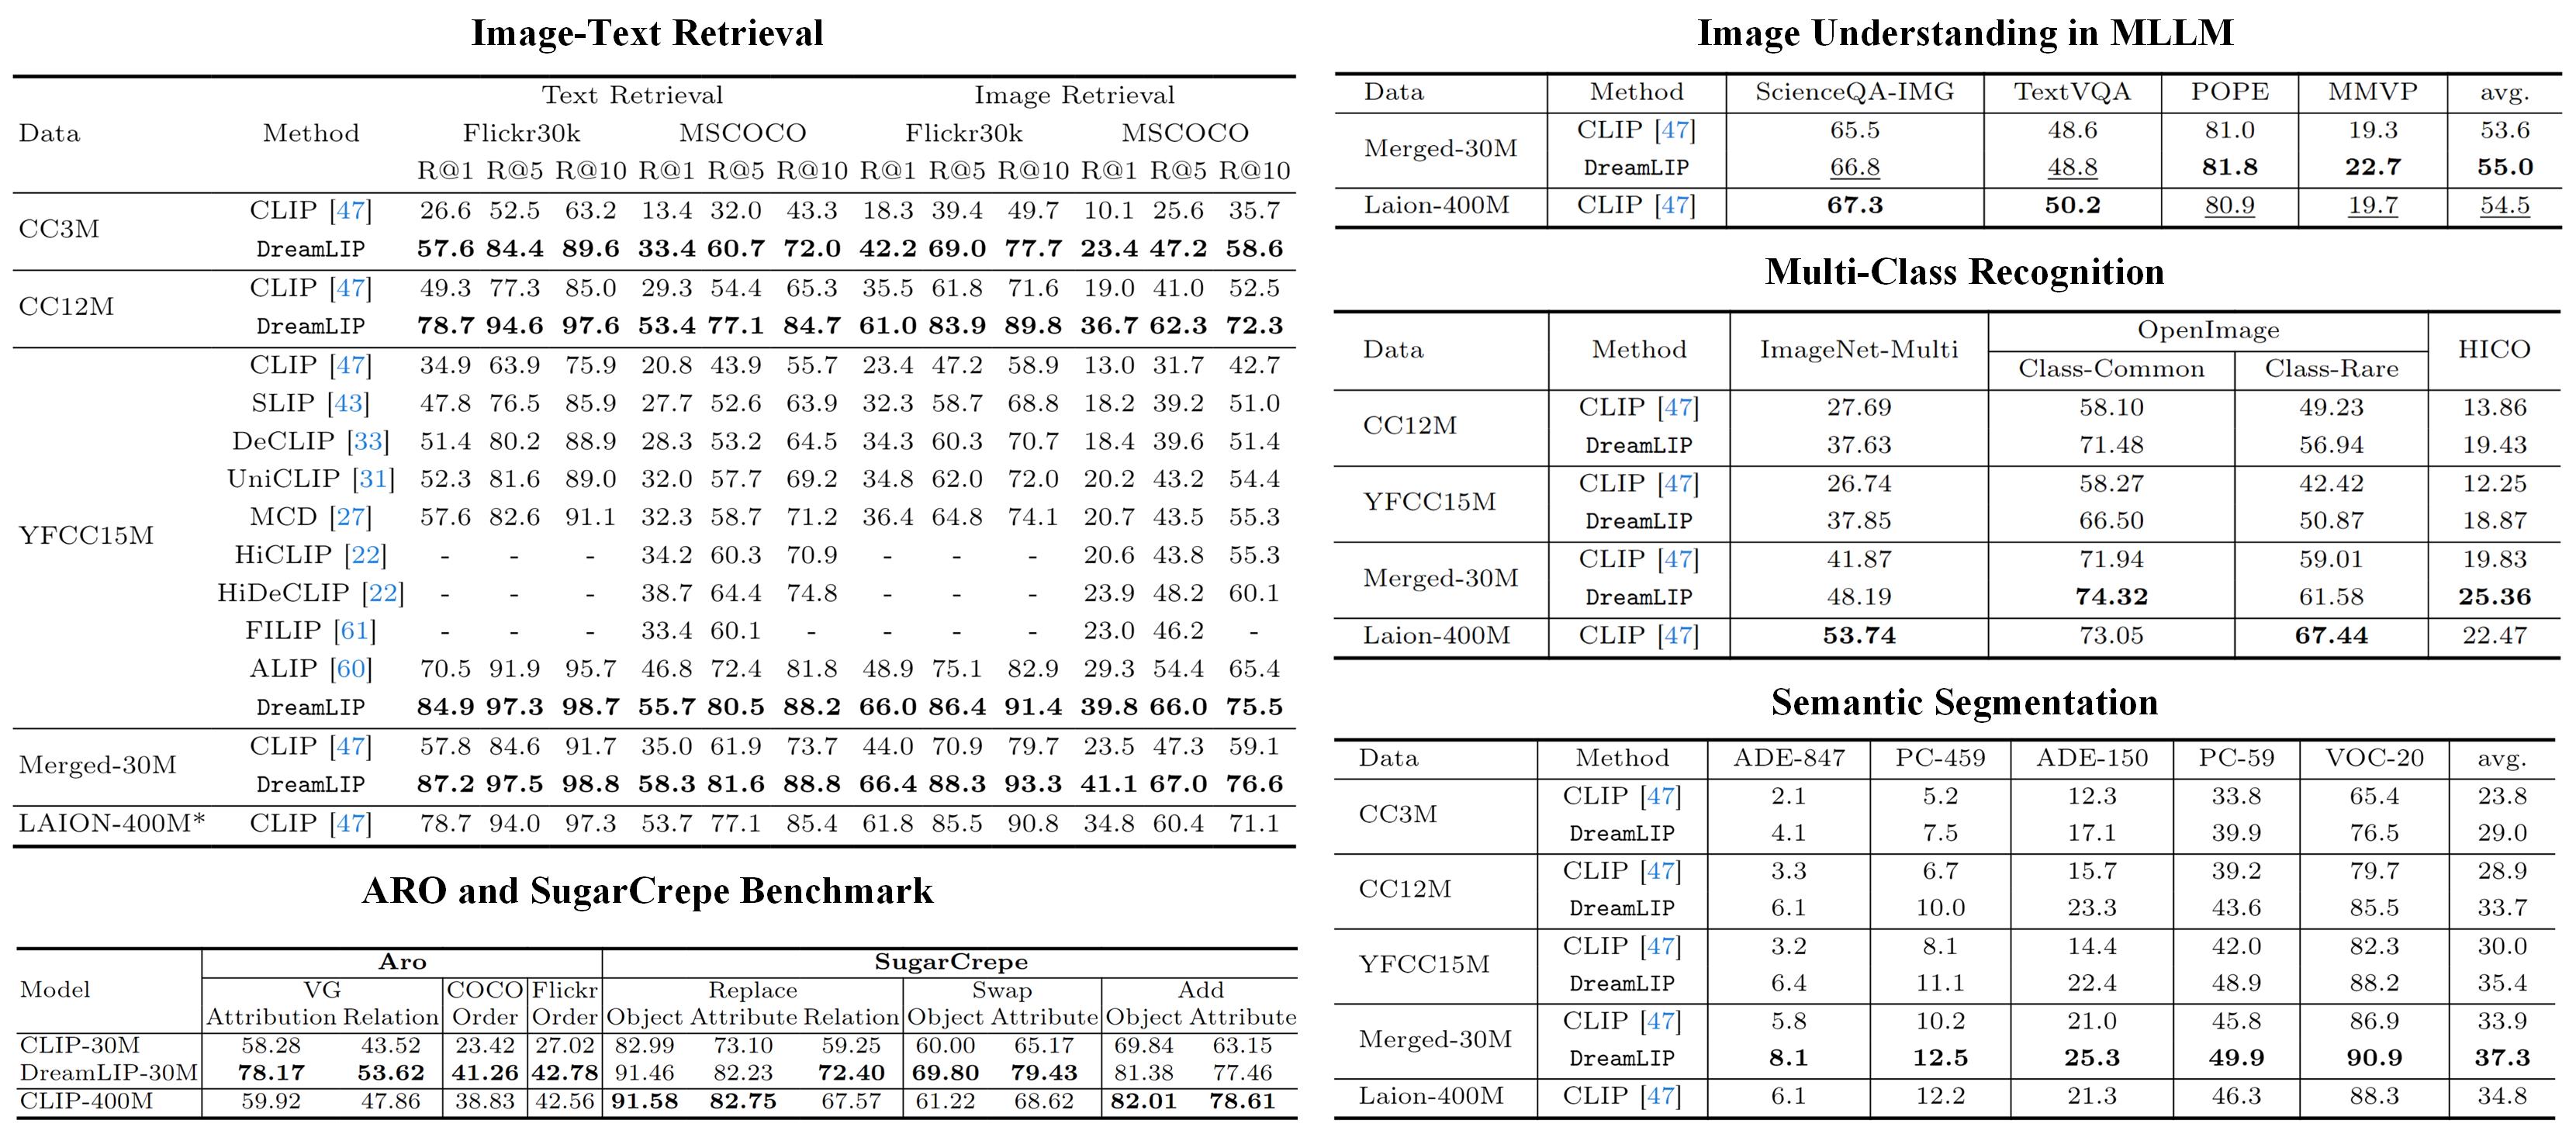 Image-Text Retrieval
Text Retrieval Image Retrieval
Data Method Flickr30k MSCOCO Flickr30k MSCOCO
R@1 R@5 R@10 R@1 R@5 R@10 R@1 R@5 R@10 R@1 R@5 R@10
CC3M
CLIP [47] 26.6 52.5 63.2 13.4 32.0 43.3 18.3 39.4 49.7 10.1 25.6 35.7
DreamLIP 57.6 84.4 89.6 33.4 60.7 72.0 42.2 69.0 77.7 23.4 47.2 58.6
CC12M
CLIP [47] 49.3 77.3 85.0 29.3 54.4 65.3 35.5 61.8 71.6 19.0 41.0 52.5
DreamLIP 78.7 94.6 97.6 53.4 77.1 84.7 61.0 83.9 89.8 36.7 62.3 72.3
YFCC15M
CLIP [47] 34.9 63.9 75.9 20.8 43.9 55.7 23.4 47.2 58.9 13.0 31.7 42.7
SLIP [43] 47.8 76.5 85.9 27.7 52.6 63.9 32.3 58.7 68.8 18.2 39.2 51.0
DeCLIP [33] 51.4 80.2 88.9 28.3 53.2 64.5 34.3 60.3 70.7 18.4 39.6 51.4
UniCLIP [31] 52.3 81.6 89.0 32.0 57.7 69.2 34.8 62.0 72.0 20.2 43.2 54.4
MCD [27] 57.6 82.6 91.1 32.3 58.7 71.2 36.4 64.8 74.1 20.7 43.5 55.3
HiCLIP [22] - - - 34.2 60.3 70.9 - - - 20.6 43.8 55.3
HiDeCLIP [22] - - - 38.7 64.4 74.8 - - - 23.9 48.2 60.1
FILIP [61] - - - 33.4 60.1 - - - - 23.0 46.2 -
ALIP [60] 70.5 91.9 95.7 46.8 72.4 81.8 48.9 75.1 82.9 29.3 54.4 65.4
DreamLIP 84.9 97.3 98.7 55.7 80.5 88.2 66.0 86.4 91.4 39.8 66.0 75.5
Merged-30M
CLIP [47] 57.8 84.6 91.7 35.0 61.9 73.7 44.0 70.9 79.7 23.5 47.3 59.1
DreamLIP 87.2 97.5 98.8 58.3 81.6 88.8 66.4 88.3 93.3 41.1 67.0 76.6
LAION-400M* CLIP [47] 78.7 94.0 97.3 53.7 77.1 85.4 61.8 85.5 90.8 34.8 60.4 71.1
ARO and SugarCrepe Benchmark
Aro SugarCrepe
Model VG COCO Flickr Replace Swap Add
Attribution Relation Order Order Object Attribute Relation Object Attribute Object Attribute
CLIP-30M 58.28 43.52 23.42 27.02 82.99 73.10 59.25 60.00 65.17 69.84 63.15
DreamLIP-30M 78.17 53.62 41.26 42.78 91.46 82.23 72.40 69.80 79.43 81.38 77.46
CLIP-400M 59.92 47.86 38.83 42.56 91.58 82.75 67.57 61.22 68.62 82.01 78.61
Image Understanding in MLLM
Data Method ScienceQA-IMG TextVQA POPE MMVP avg.
Merged-30M
CLIP [47] 65.5 48.6 81.0 19.3 53.6
DreamLIP 66.8 48.8 81.8 22.7 55.0
Laion-400M CLIP [47] 67.3 50.2 80.9 19.7 54.5
Multi-Class Recognition
Data Method ImageNet-Multi OpenImage HICO
Class-Common Class-Rare
CC12M
CLIP [47] 27.69 58.10 49.23 13.86
DreamLIP 37.63 71.48 56.94 19.43
YFCC15M
CLIP [47] 26.74 58.27 42.42 12.25
DreamLIP 37.85 66.50 50.87 18.87
Merged-30M
CLIP [47] 41.87 71.94 59.01 19.83
DreamLIP 48.19 74.32 61.58 25.36
Laion-400M CLIP [47] 53.74 73.05 67.44 22.47
Semantic Segmentation
Data Method ADE-847 PC-459 ADE-150 PC-59 VOC-20 avg.
CC3M
CLIP [47] 2.1 5.2 12.3 33.8 65.4 23.8
DreamLIP 4.1 7.5 17.1 39.9 76.5 29.0
CC12M
CLIP [47] 3.3 6.7 15.7 39.2 79.7 28.9
DreamLIP 6.1 10.0 23.3 43.6 85.5 33.7
YFCC15M
CLIP [47] 3.2 8.1 14.4 42.0 82.3 30.0
DreamLIP 6.4 11.1 22.4 48.9 88.2 35.4
Merged-30M
CLIP [47] 5.8 10.2 21.0 45.8 86.9 33.9
DreamLIP 8.1 12.5 25.3 49.9 90.9 37.3
Laion-400M CLIP [47] 6.1 12.2 21.3 46.3 88.3 34.8